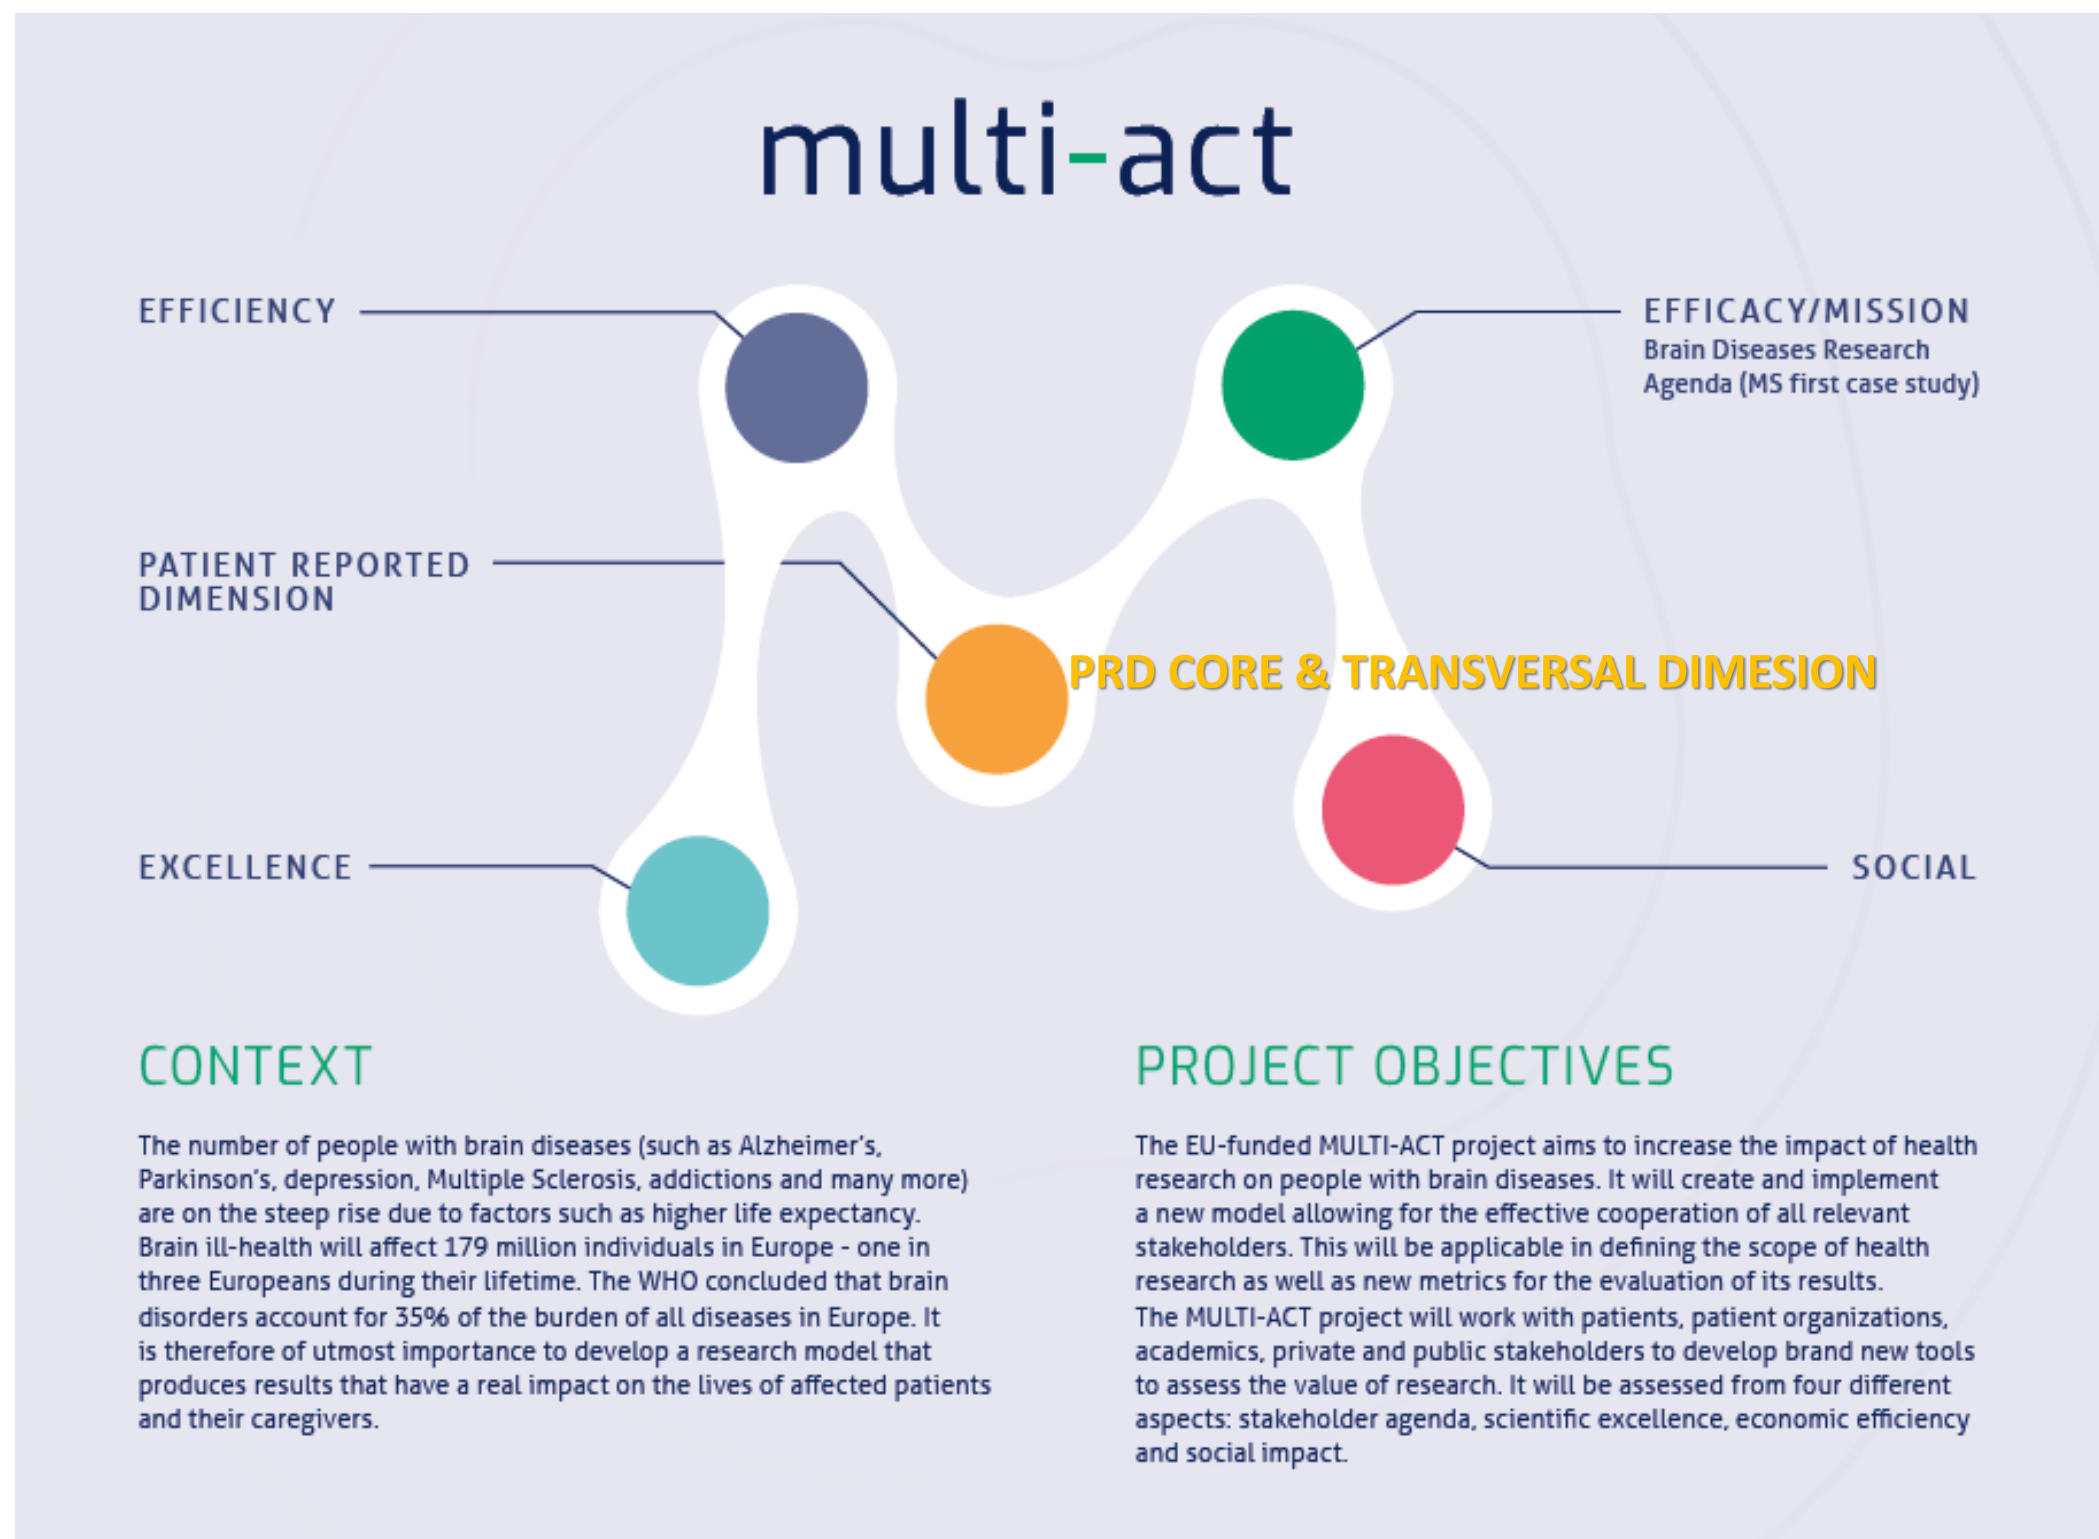 multi-act
EFFICIENCY
EFFICACY/MISSION
Brain Diseases Research
Agenda (MS first case study)
PATIENT REPORTED
DIMENSION
PRD CORE & TRANSVERSAL DIMESION
EXCELLENCE
SOCIAL
CONTEXT
The number of people with brain diseases (such as Alzheimer's,
Parkinson's, depression, Multiple Sclerosis, addictions and many more)
are on the steep rise due to factors such as higher life expectancy.
Brain ill-health will affect 179 million individuals in Europe - one in
three Europeans during their lifetime. The WHO concluded that brain
disorders account for 35% of the burden of all diseases in Europe. It
is therefore of utmost importance to develop a research model that
produces results that have a real impact on the lives of affected patients
and their caregivers.
PROJECT OBJECTIVES
The EU-funded MULTI-ACT project aims to increase the impact of health
research on people with brain diseases. It will create and implement
a new model allowing for the effective cooperation of all relevant
stakeholders. This will be applicable in defining the scope of health
research as well as new metrics for the evaluation of its results.
The MULTI-ACT project will work with patients, patient organizations,
academics, private and public stakeholders to develop brand new tools
to assess the value of research. It will be assessed from four different
aspects: stakeholder agenda, scientific excellence, economic efficiency
and social impact.